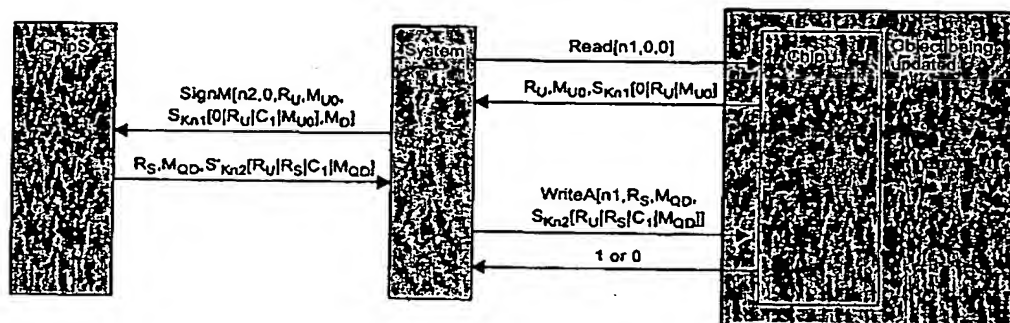 ChipS
System
Read[n1,0,0]
ChipU
Object being
updated
R_U,M_U0,S_Kn1[0|R_U|M_U0]
SignM[n2,0,R_U,M_U0,
S_Kn1[0|R_U|C_1|M_U0],M_D]
R_S,M_QD,S*_Kn2[R_U|R_S|C_1|M_QD]
WriteA[n1,R_S,M_QD,
S_Kn2[R_U|R_S|C_1|M_QD]]
1 or 0